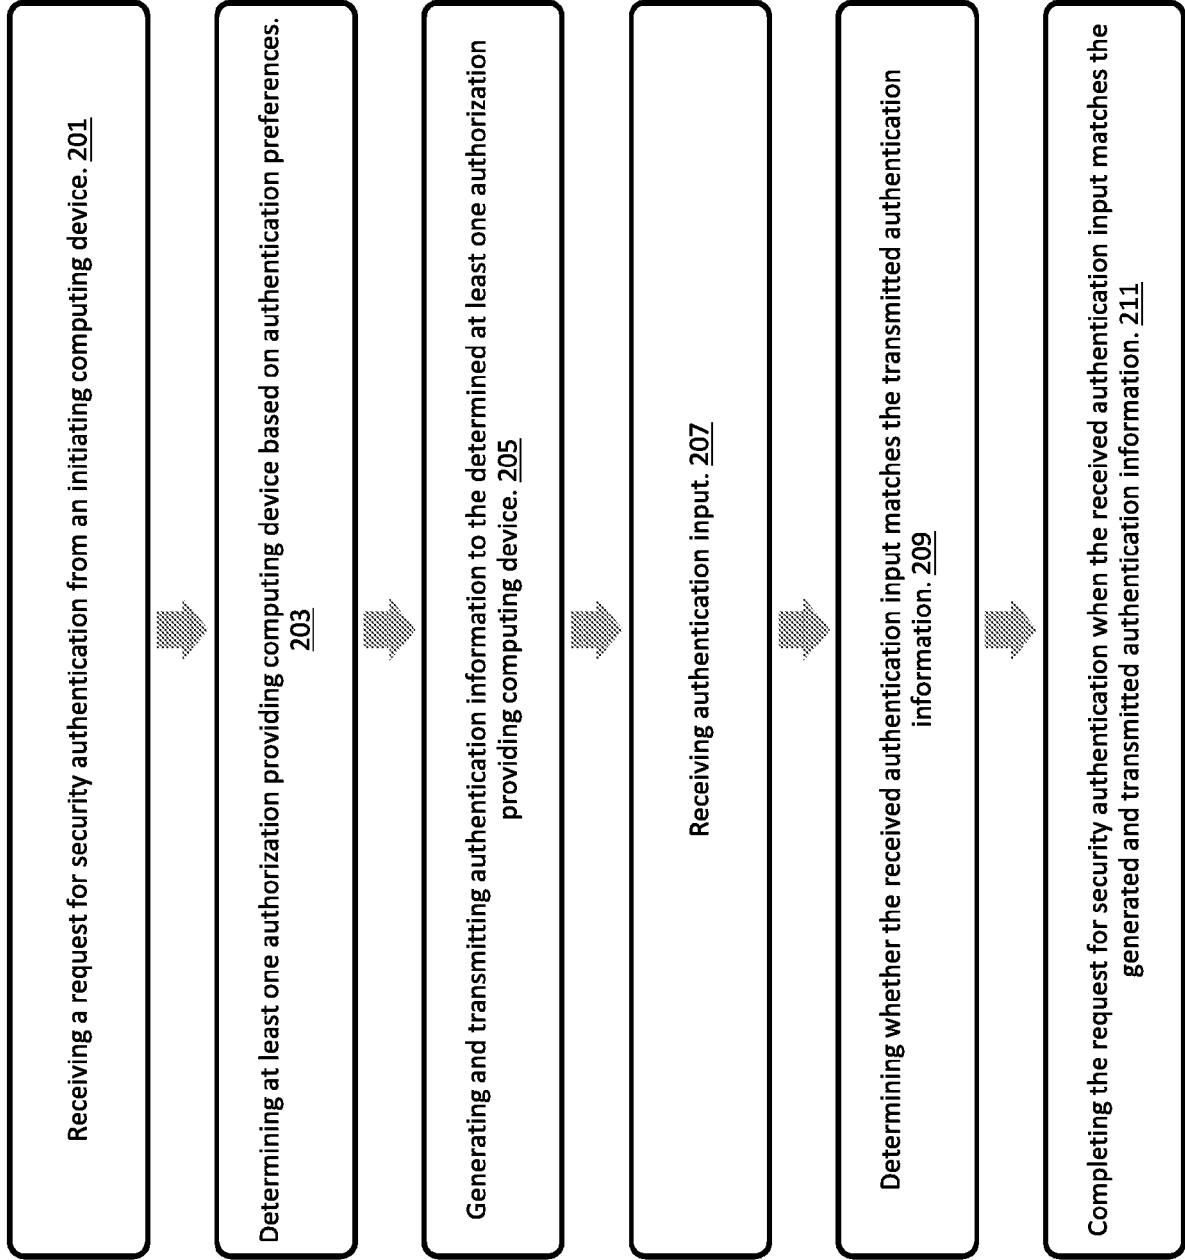 Receiving a request for security authentication from an initiating computing device. 201
Determining at least one authorization providing computing device based on authentication preferences.
203
Generating and transmitting authentication information to the determined at least one authorization
providing computing device. 205
Receiving authentication input. 207
Determining whether the received authentication input matches the transmitted authentication
information. 209
Completing the request for security authentication when the received authentication input matches the
generated and transmitted authentication information. 211